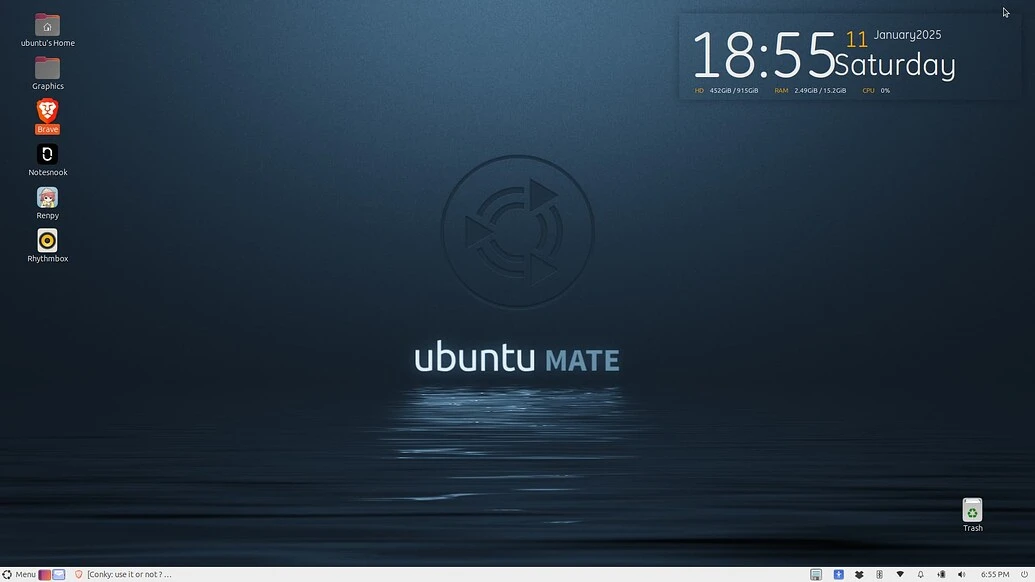 ubuntu's Home
Graphics
Brave
Notesnook
Renpy
Rhythmbox
18:55 11 January2025
Saturday
HD 452GiB / 915GiB RAM 2.49GiB / 15.2GiB CPU 0%
ubuntu MATE
Trash
Menu [Conky: use it or not ? ... 6:55 PM